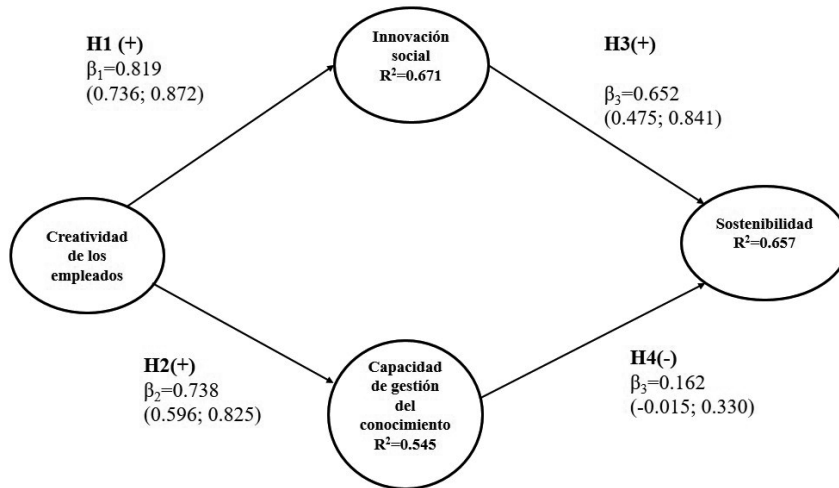 H1 (+)
β₁=0.819
(0.736; 0.872)
Innovación
social
R²=0.671
H3(+)
β₃=0.652
(0.475; 0.841)
Creatividad
de los
empleados
Sostenibilidad
R²=0.657
H2(+)
β₂=0.738
(0.596; 0.825)
Capacidad
de gestión
del
conocimiento
R²=0.545
H4(-)
β₃=0.162
(-0.015; 0.330)